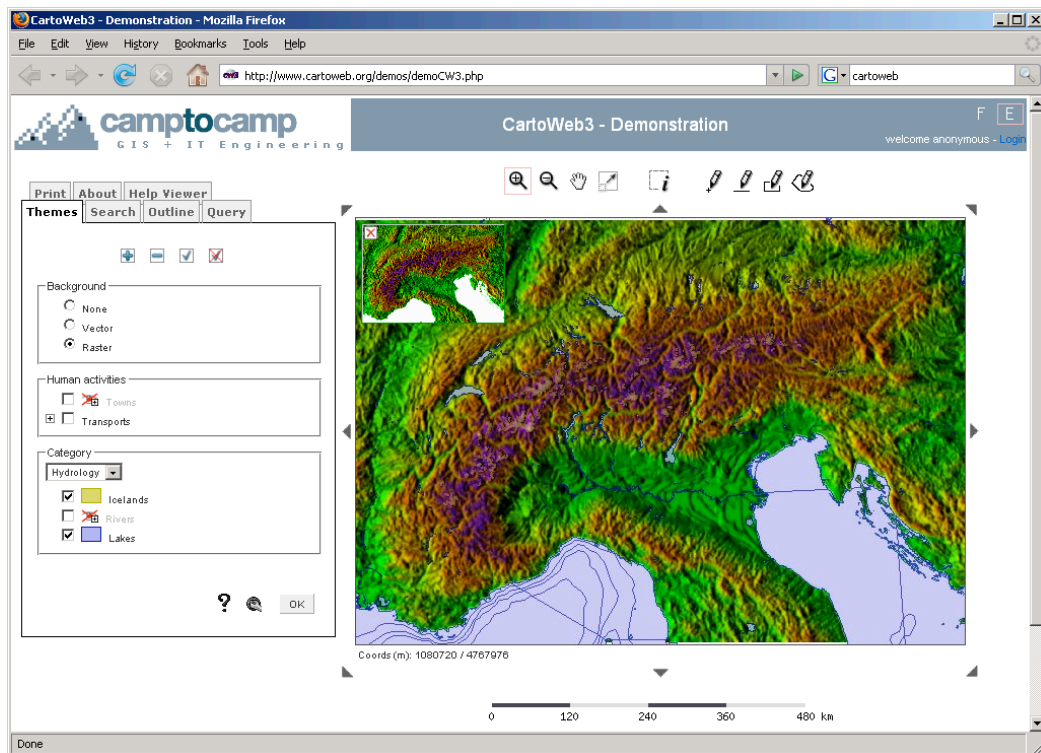 CartoWeb3 - Demonstration - Mozilla Firefox
File Edit View History Bookmarks Tools Help
cw3 http://www.cartoweb.org/demos/demoCW3.php G cartoweb
camptocamp
GIS + IT Engineering
CartoWeb3 - Demonstration
F E
welcome anonymous - Login
Print About Help Viewer
Themes Search Outline Query
Background
None
Vector
Raster
Human activities
Towns
Transports
Category
Hydrology
Icelands
Rivers
Lakes
? OK
Coords (m): 1080720 / 4767976
0 120 240 360 480 km
Done